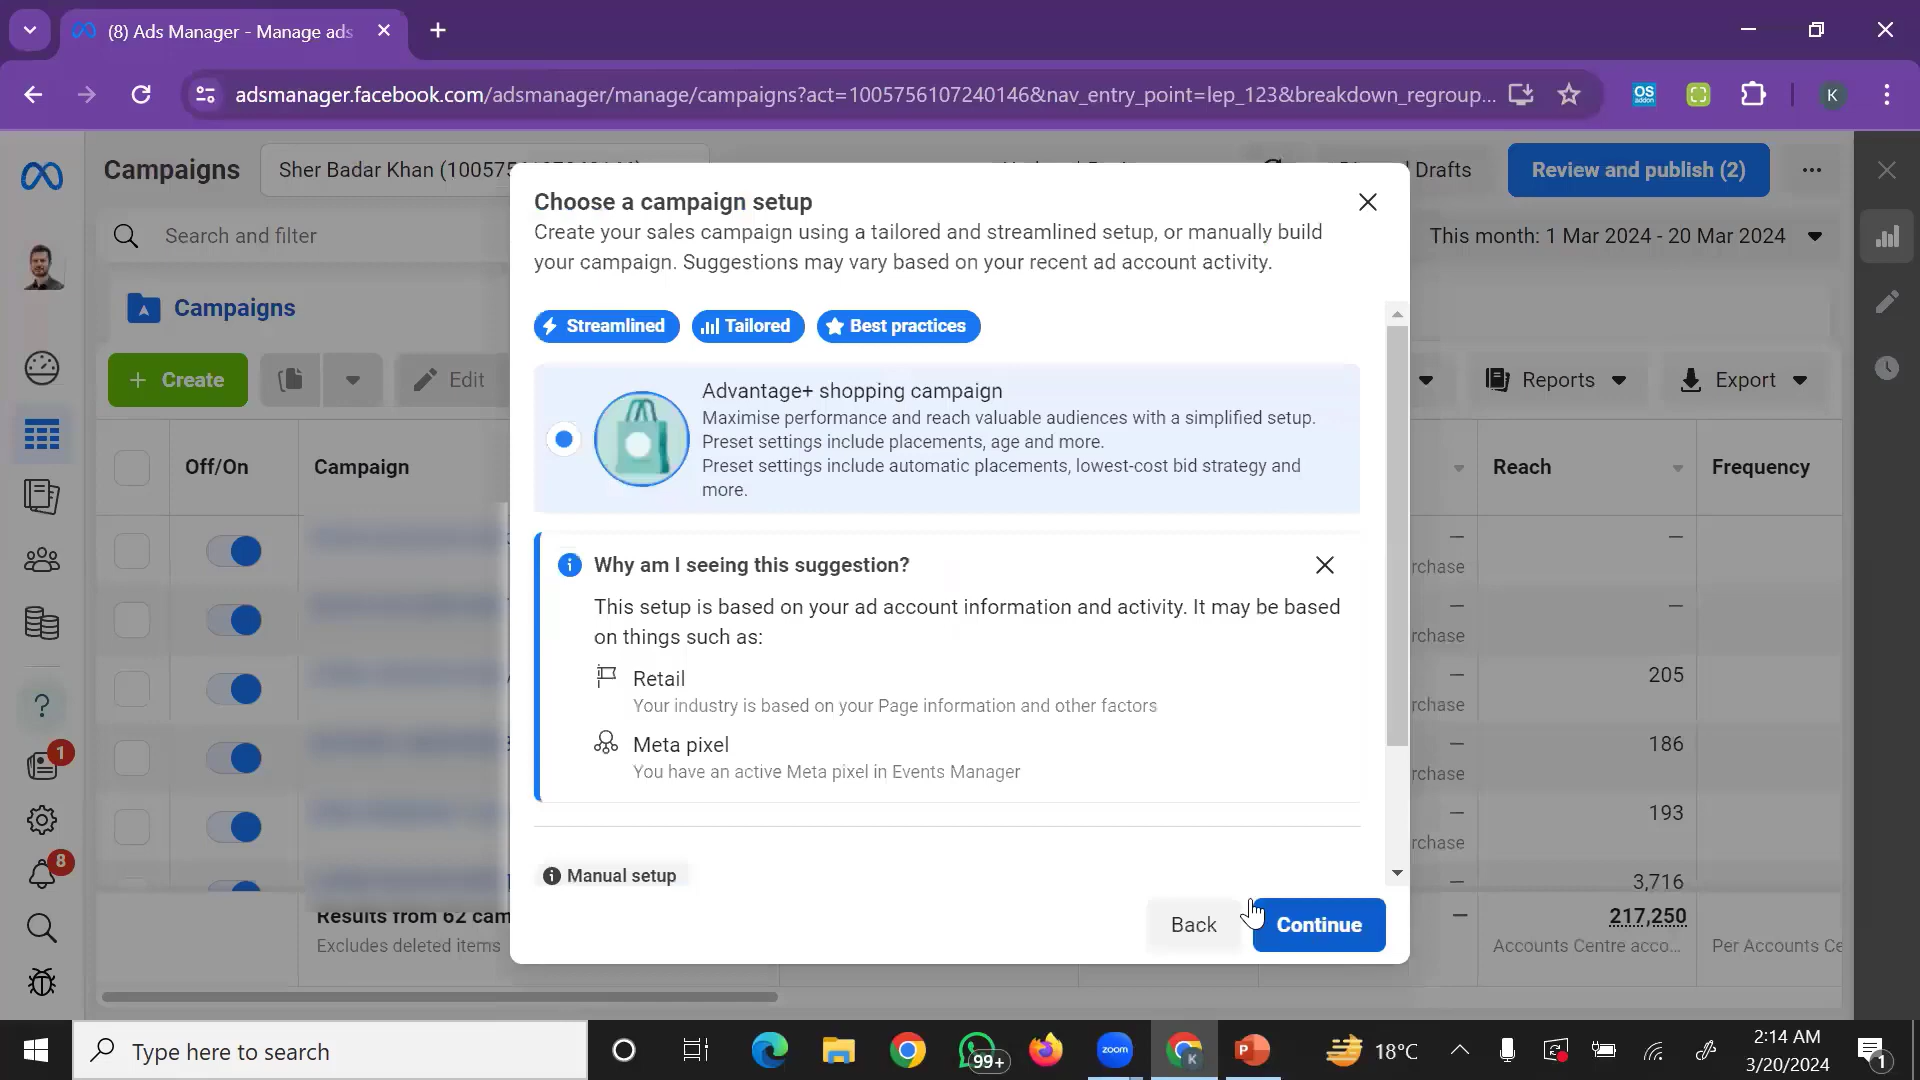 (8) Ads Manager - Manage ads
adsmanager.facebook.com/adsmanager/manage/campaigns?act=1005756107240146&nav_entry_point=lep_123&breakdown_regroup...
OS
addon
K
Campaigns
Sher Badar Khan
Drafts
Review and publish (2)
Search and filter
This month: 1 Mar 2024 - 20 Mar 2024
Campaigns
Create
Edit
Reports
Export
Off/On
Campaign
Reach
Frequency
rchase
rchase
205
rchase
186
rchase
193
rchase
3,716
Results from 62 cam
Excludes deleted items
217,250
Accounts Centre acco...
Per Accounts Ce
Choose a campaign setup
Create your sales campaign using a tailored and streamlined setup, or manually build
your campaign. Suggestions may vary based on your recent ad account activity.
Streamlined
Tailored
Best practices
Advantage+ shopping campaign
Maximise performance and reach valuable audiences with a simplified setup.
Preset settings include placements, age and more.
Preset settings include automatic placements, lowest-cost bid strategy and
more.
Why am I seeing this suggestion?
This setup is based on your ad account information and activity. It may be based
on things such as:
Retail
Your industry is based on your Page information and other factors
Meta pixel
You have an active Meta pixel in Events Manager
Manual setup
Back
Continue
1
8
Type here to search
99+
zoom
K
P
18°C
2:14 AM
3/20/2024
1